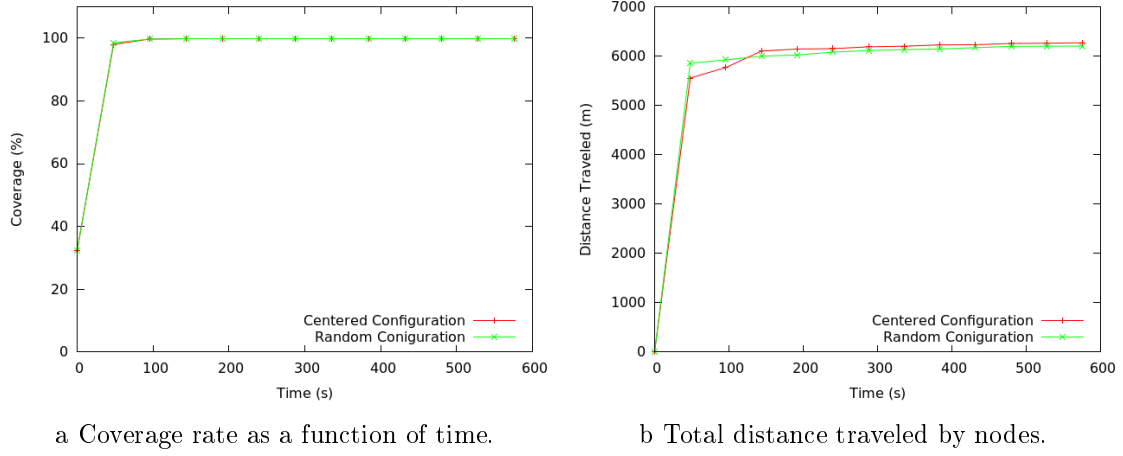 100
80
60
40
20
0
Coverage (%)
Centered Configuration
Random Coniguration
0 100 200 300 400 500 600
Time (s)
a Coverage rate as a function of time.
7000
6000
5000
4000
3000
2000
1000
0
Distance Traveled (m)
Centered Configuration
Random Coniguration
0 100 200 300 400 500 600
Time (s)
b Total distance traveled by nodes.